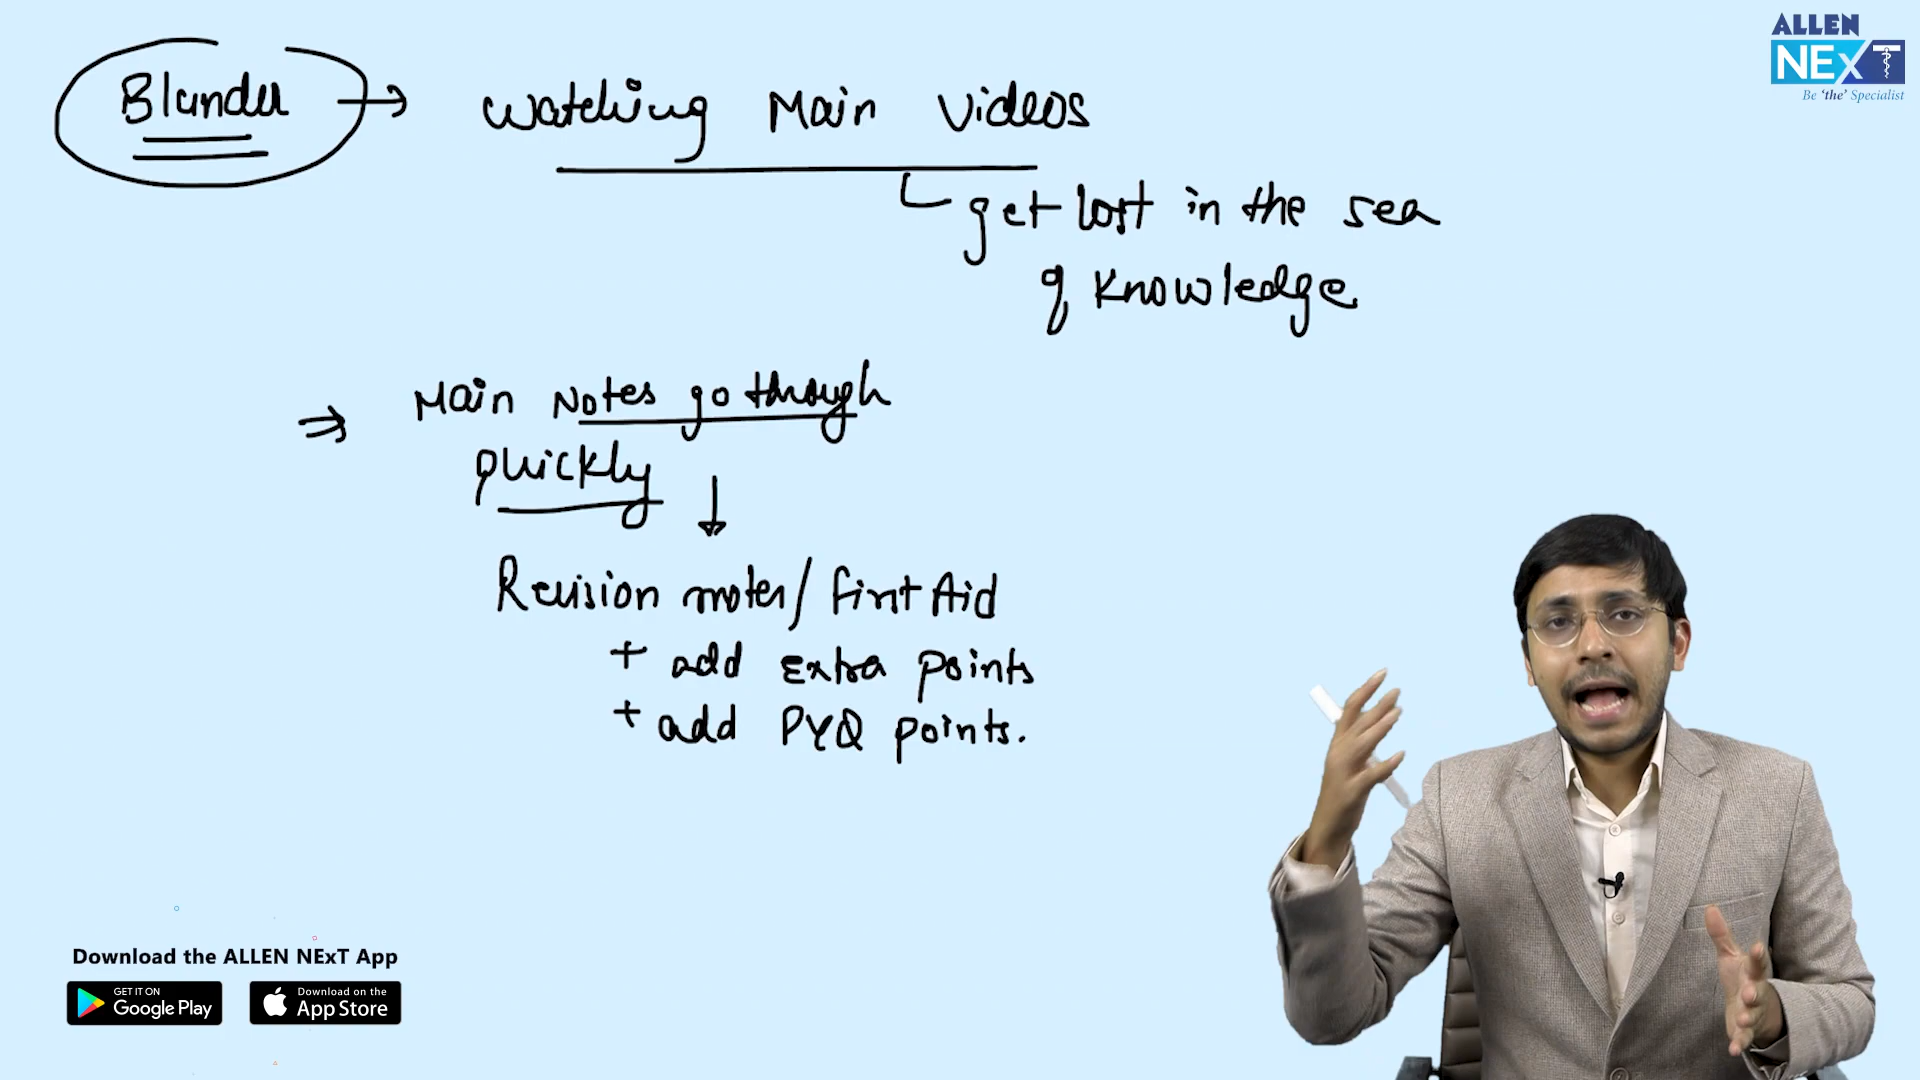 ALLEN
NExT
Be 'the' Specialist
Blunder → Watching Main Videos
get lost in the sea
of Knowledge
⇒ Main Notes go through
quickly
↓
Revision notes/ First Aid
+ add Extra points
+ add PYQ points.
Download the ALLEN NExT App
GET IT ON
Google Play
Download on the
App Store